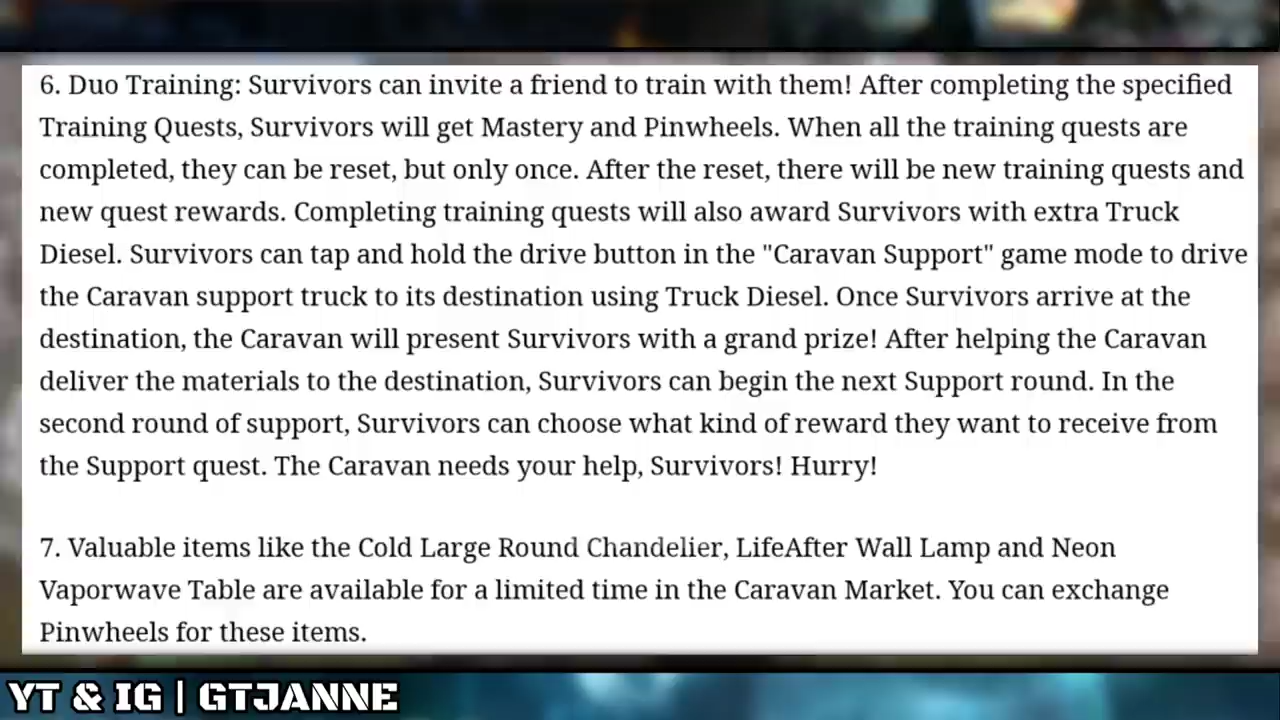 6. Duo Training: Survivors can invite a friend to train with them! After completing the specified
Training Quests, Survivors will get Mastery and Pinwheels. When all the training quests are
completed, they can be reset, but only once. After the reset, there will be new training quests and
new quest rewards. Completing training quests will also award Survivors with extra Truck
Diesel. Survivors can tap and hold the drive button in the "Caravan Support" game mode to drive
the Caravan support truck to its destination using Truck Diesel. Once Survivors arrive at the
destination, the Caravan will present Survivors with a grand prize! After helping the Caravan
deliver the materials to the destination, Survivors can begin the next Support round. In the
second round of support, Survivors can choose what kind of reward they want to receive from
the Support quest. The Caravan needs your help, Survivors! Hurry!
7. Valuable items like the Cold Large Round Chandelier, LifeAfter Wall Lamp and Neon
Vaporwave Table are available for a limited time in the Caravan Market. You can exchange
Pinwheels for these items.
YT & IG | GTJANNE